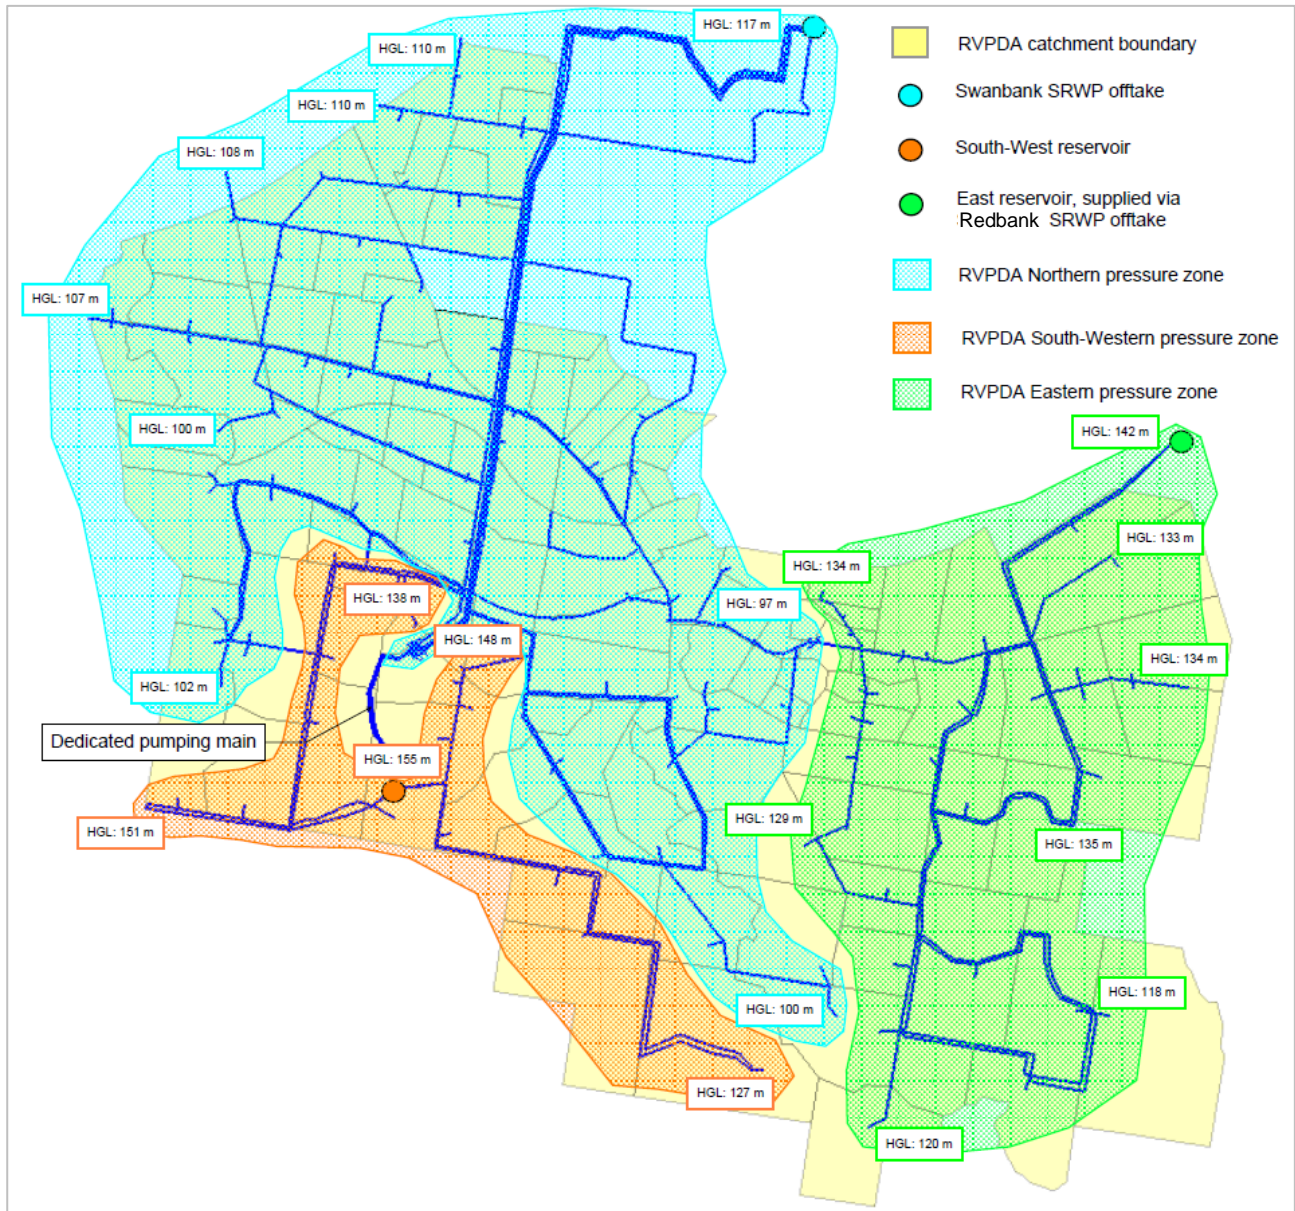 HGL: 117 m
HGL: 110 m
HGL: 110 m
HGL: 108 m
HGL: 107 m
HGL: 100 m
RVPDA catchment boundary
Swanbank SRWP offtake
South-West reservoir
East reservoir, supplied via
Redbank SRWP offtake
RVPDA Northern pressure zone
RVPDA South-Western pressure zone
RVPDA Eastern pressure zone
HGL: 142 m
HGL: 133 m
HGL: 134 m
HGL: 138 m
HGL: 97 m
HGL: 148 m
HGL: 134 m
HGL: 102 m
Dedicated pumping main
HGL: 155 m
HGL: 151 m
HGL: 129 m
HGL: 135 m
HGL: 118 m
HGL: 100 m
HGL: 127 m
HGL: 120 m